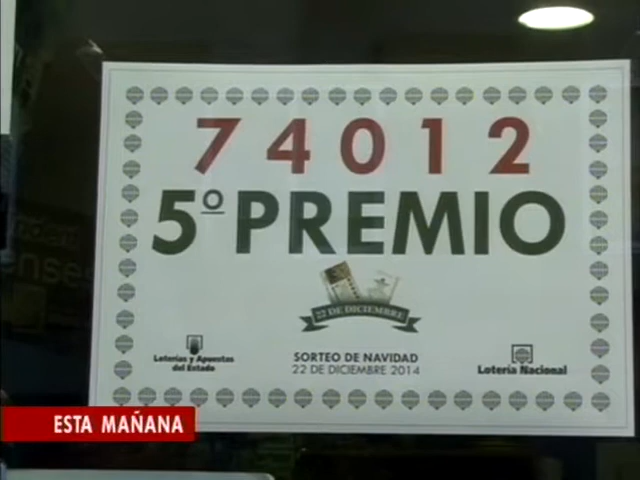 74012
5º PREMIO
22 DE DICIEMBRE
Loterías y Apuestas
del Estado
SORTEO DE NAVIDAD
22 DE DICIEMBRE 2014
Lotería Nacional
ESTA MAÑANA